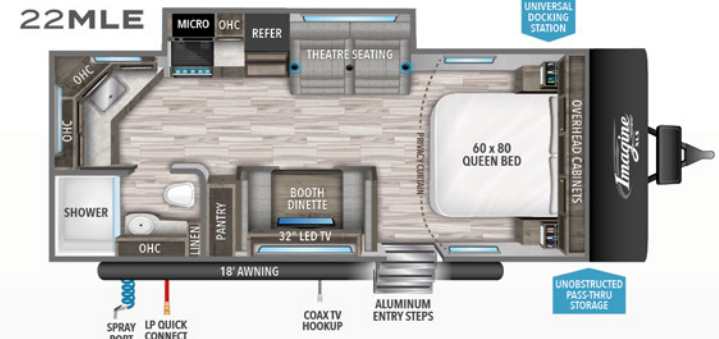 22MLE
UNIVERSAL
DOCKING
STATION
MICRO
OHC
REFER
THEATRE SEATING
OHC
OHC
PRIVACY CURTAIN
60 x 80
QUEEN BED
OVERHEAD CABINETS
Imagine
XLS
SHOWER
OHC
LINEN
PANTRY
BOOTH
DINETTE
32" LED TV
18' AWNING
SPRAY
PORT
LP QUICK
CONNECT
COAX TV
HOOKUP
ALUMINUM
ENTRY STEPS
UNOBSTRUCTED
PASS-THRU
STORAGE